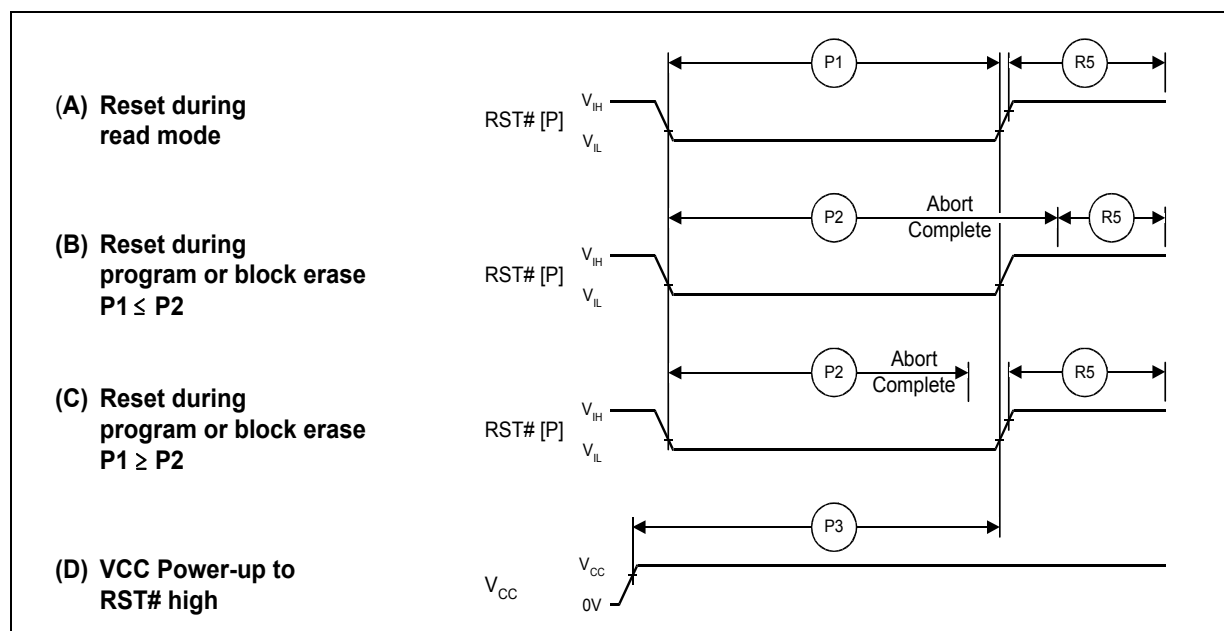 P1
R5
(A) Reset during
read mode
RST# [P]
VIH
VIL
P2
Abort
Complete
R5
(B) Reset during
program or block erase
P1 ≤ P2
RST# [P]
VIH
VIL
P2
Abort
Complete
R5
(C) Reset during
program or block erase
P1 ≥ P2
RST# [P]
VIH
VIL
P3
(D) VCC Power-up to
RST# high
VCC
VCC
0V